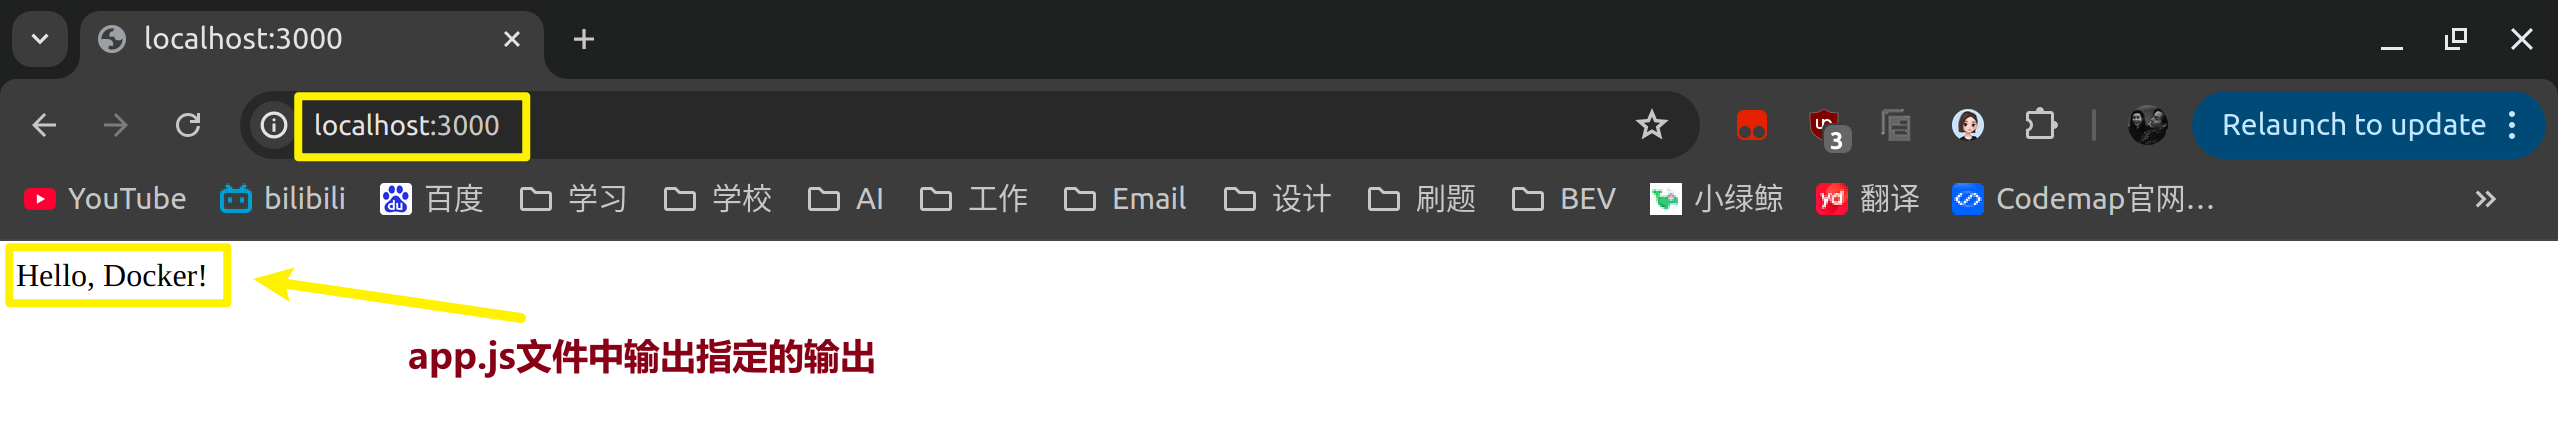 localhost:3000
localhost:3000
3
Relaunch to update
YouTube bilibili du 百度 学习 学校 AI 工作 Email 设计 刷题 BEV 小绿鲸 yd 翻译 Codemap官网...
Hello, Docker!
app.js文件中输出指定的输出